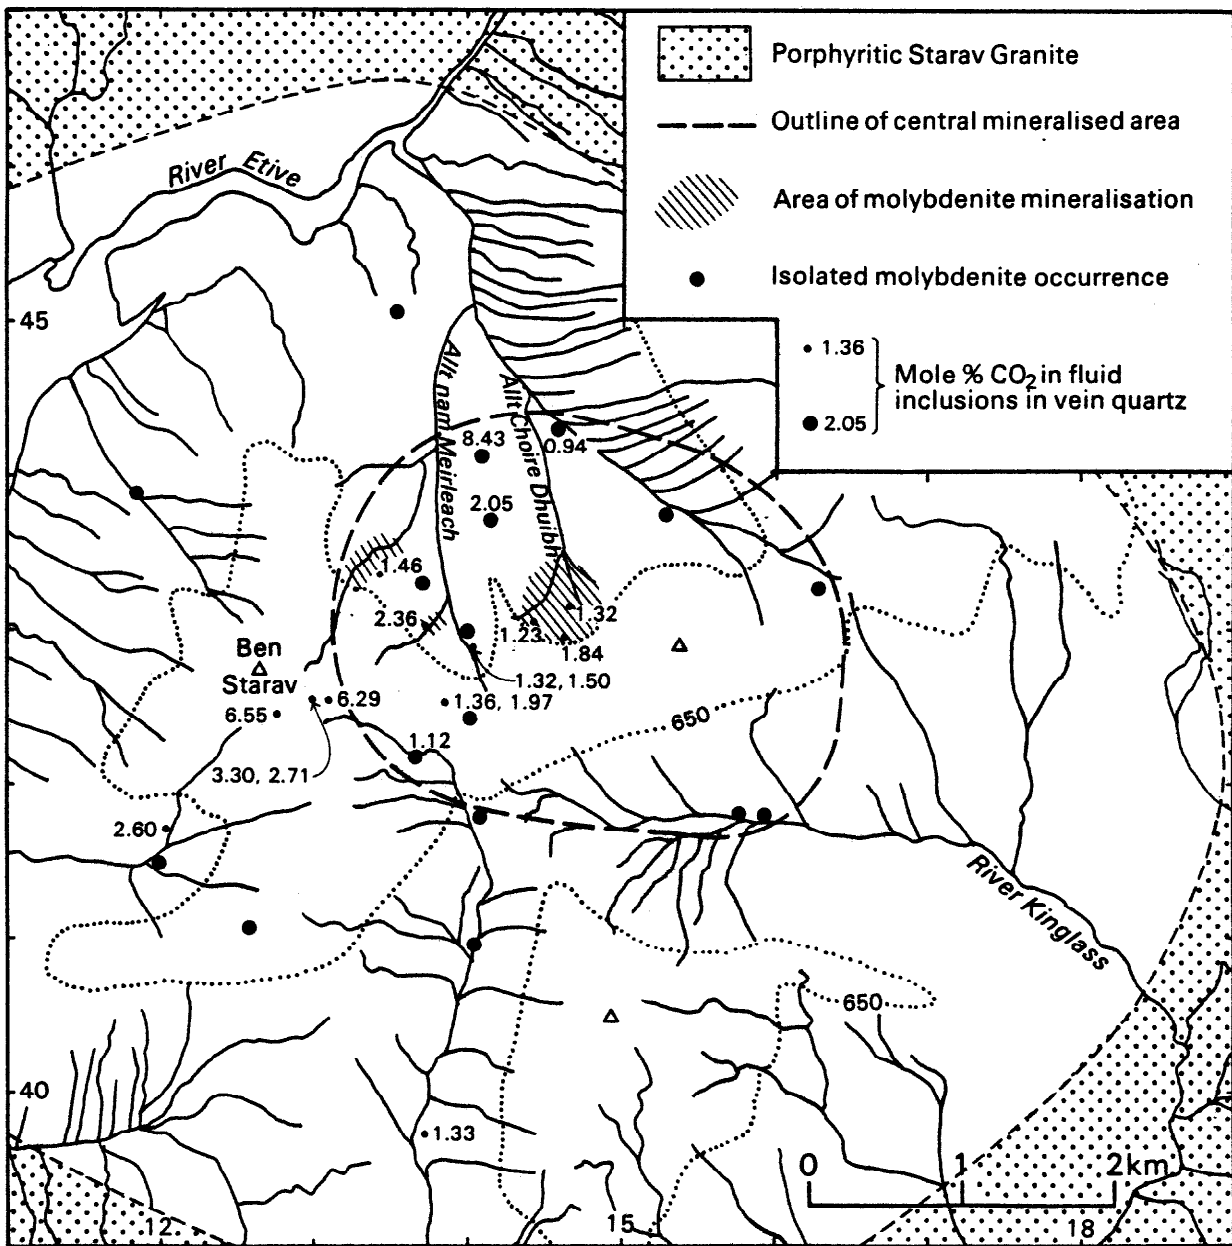 Porphyritic Starav Granite
Outline of central mineralised area
Area of molybdenite mineralisation
Isolated molybdenite occurrence
1.36
2.05
Mole % CO₂ in fluid
inclusions in vein quartz
River Etive
45
Allt nam Meirleach
Allt Choire Dhuibh
8.43
0.94
2.05
1.46
2.36
1.32
1.23
1.84
Ben
Starav
1.32, 1.50
6.29
1.36, 1.97
6.55
650
1.12
3.30, 2.71
2.60
River Kinglass
650
40
1.33
0 1 2km
12
15
18